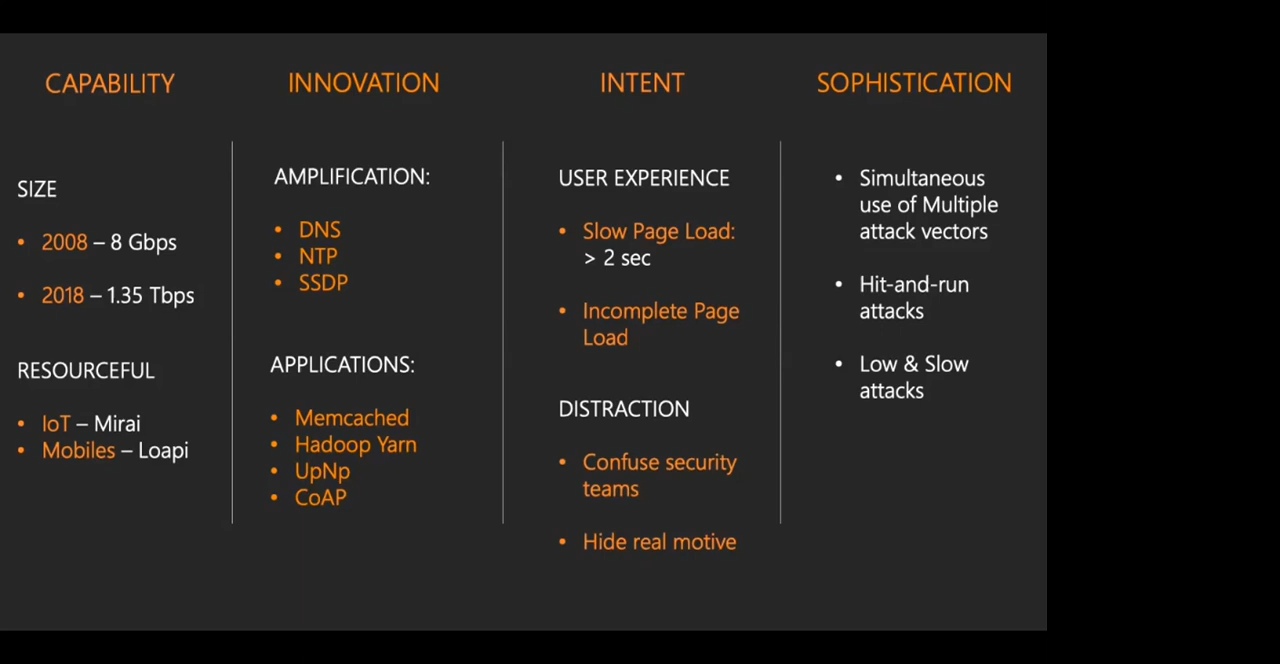 CAPABILITY
SIZE
• 2008 – 8 Gbps
• 2018 – 1.35 Tbps
RESOURCEFUL
• IoT – Mirai
• Mobiles – Loapi
INNOVATION
AMPLIFICATION:
• DNS
• NTP
• SSDP
APPLICATIONS:
• Memcached
• Hadoop Yarn
• UpNp
• CoAP
INTENT
USER EXPERIENCE
• Slow Page Load:
> 2 sec
• Incomplete Page
Load
DISTRACTION
• Confuse security
teams
• Hide real motive
SOPHISTICATION
• Simultaneous
use of Multiple
attack vectors
• Hit-and-run
attacks
• Low & Slow
attacks